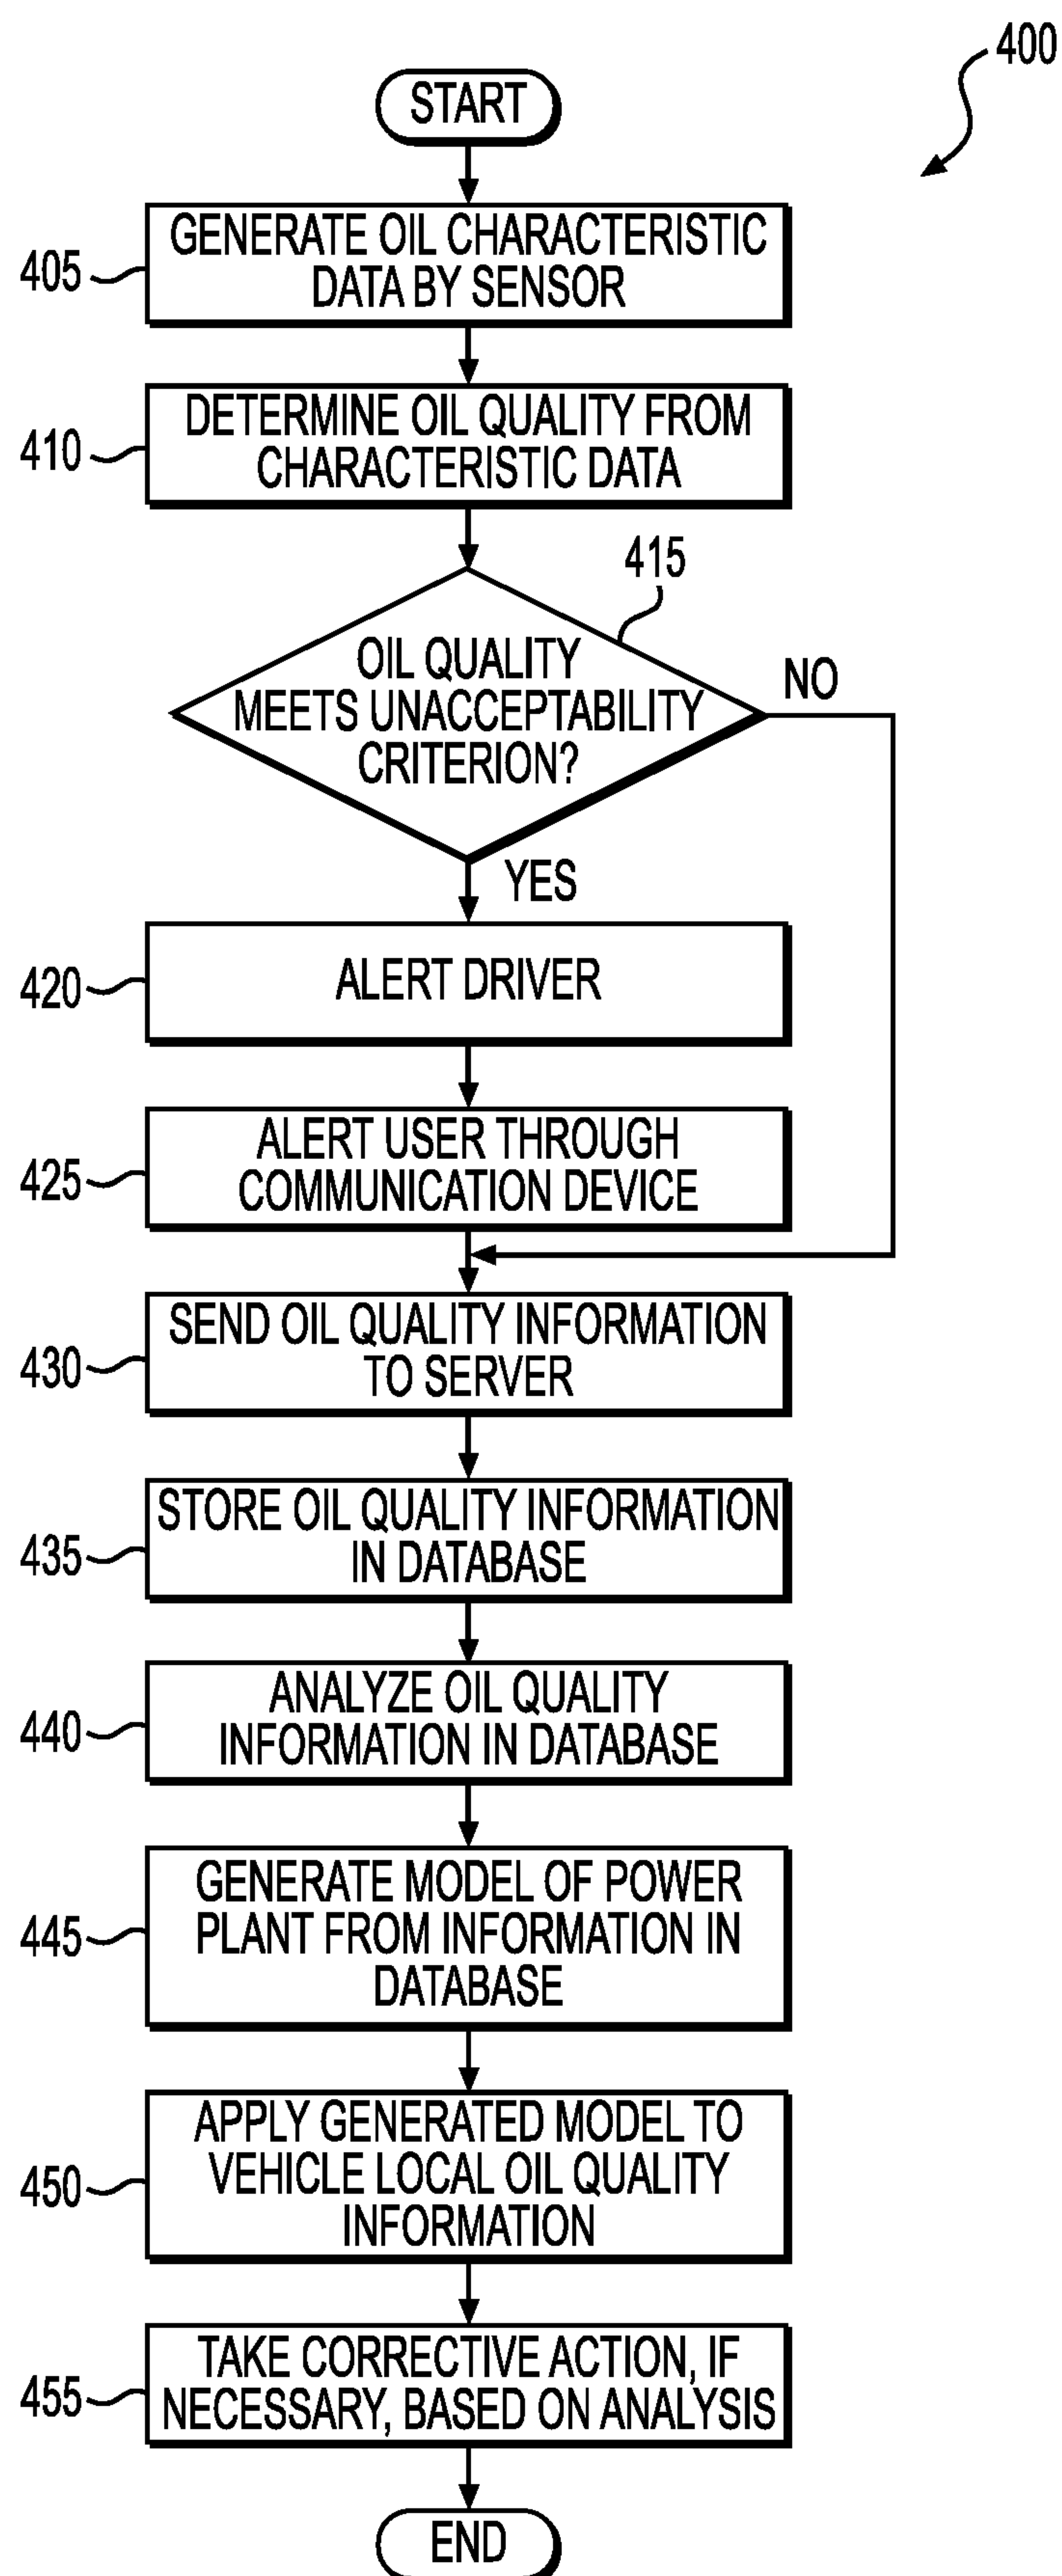 400
START
405
GENERATE OIL CHARACTERISTIC
DATA BY SENSOR
410
DETERMINE OIL QUALITY FROM
CHARACTERISTIC DATA
415
OIL QUALITY
MEETS UNACCEPTABILITY
CRITERION?
NO
YES
420
ALERT DRIVER
425
ALERT USER THROUGH
COMMUNICATION DEVICE
430
SEND OIL QUALITY INFORMATION
TO SERVER
435
STORE OIL QUALITY INFORMATION
IN DATABASE
440
ANALYZE OIL QUALITY
INFORMATION IN DATABASE
445
GENERATE MODEL OF POWER
PLANT FROM INFORMATION IN
DATABASE
450
APPLY GENERATED MODEL TO
VEHICLE LOCAL OIL QUALITY
INFORMATION
455
TAKE CORRECTIVE ACTION, IF
NECESSARY, BASED ON ANALYSIS
END